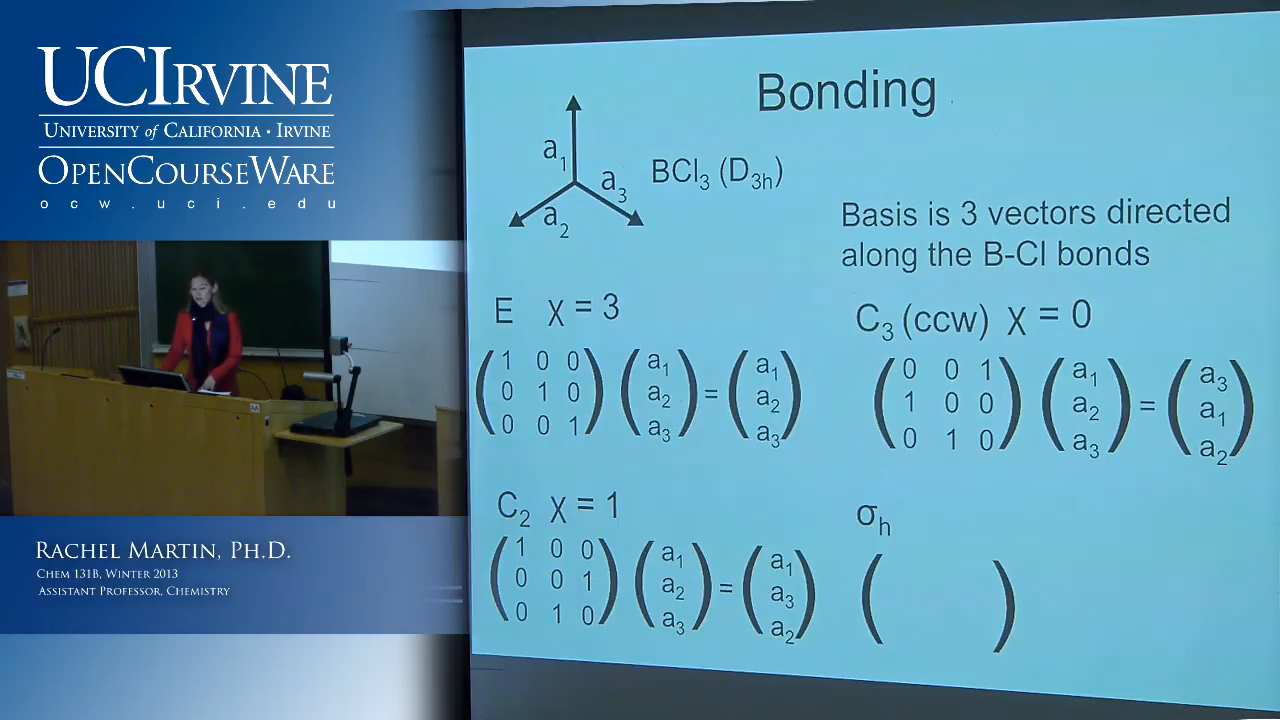 UCIRVINE
UNIVERSITY of CALIFORNIA · IRVINE
OPENCOURSEWARE
ocw.uci.edu
RACHEL MARTIN, PH.D.
CHEM 131B, WINTER 2013
ASSISTANT PROFESSOR, CHEMISTRY
Bonding
a₁
a₂
a₃
BCl₃ (D₃ₕ)
Basis is 3 vectors directed
along the B-Cl bonds
E χ = 3
( 1 0 0 ) ( a₁ ) = ( a₁ )
( 0 1 0 ) ( a₂ ) = ( a₂ )
( 0 0 1 ) ( a₃ ) = ( a₃ )
C₃ (ccw) χ = 0
( 0 0 1 ) ( a₁ ) = ( a₃ )
( 1 0 0 ) ( a₂ ) = ( a₁ )
( 0 1 0 ) ( a₃ ) = ( a₂ )
C₂ χ = 1
( 1 0 0 ) ( a₁ ) = ( a₁ )
( 0 0 1 ) ( a₂ ) = ( a₃ )
( 0 1 0 ) ( a₃ ) = ( a₂ )
σₕ
( )